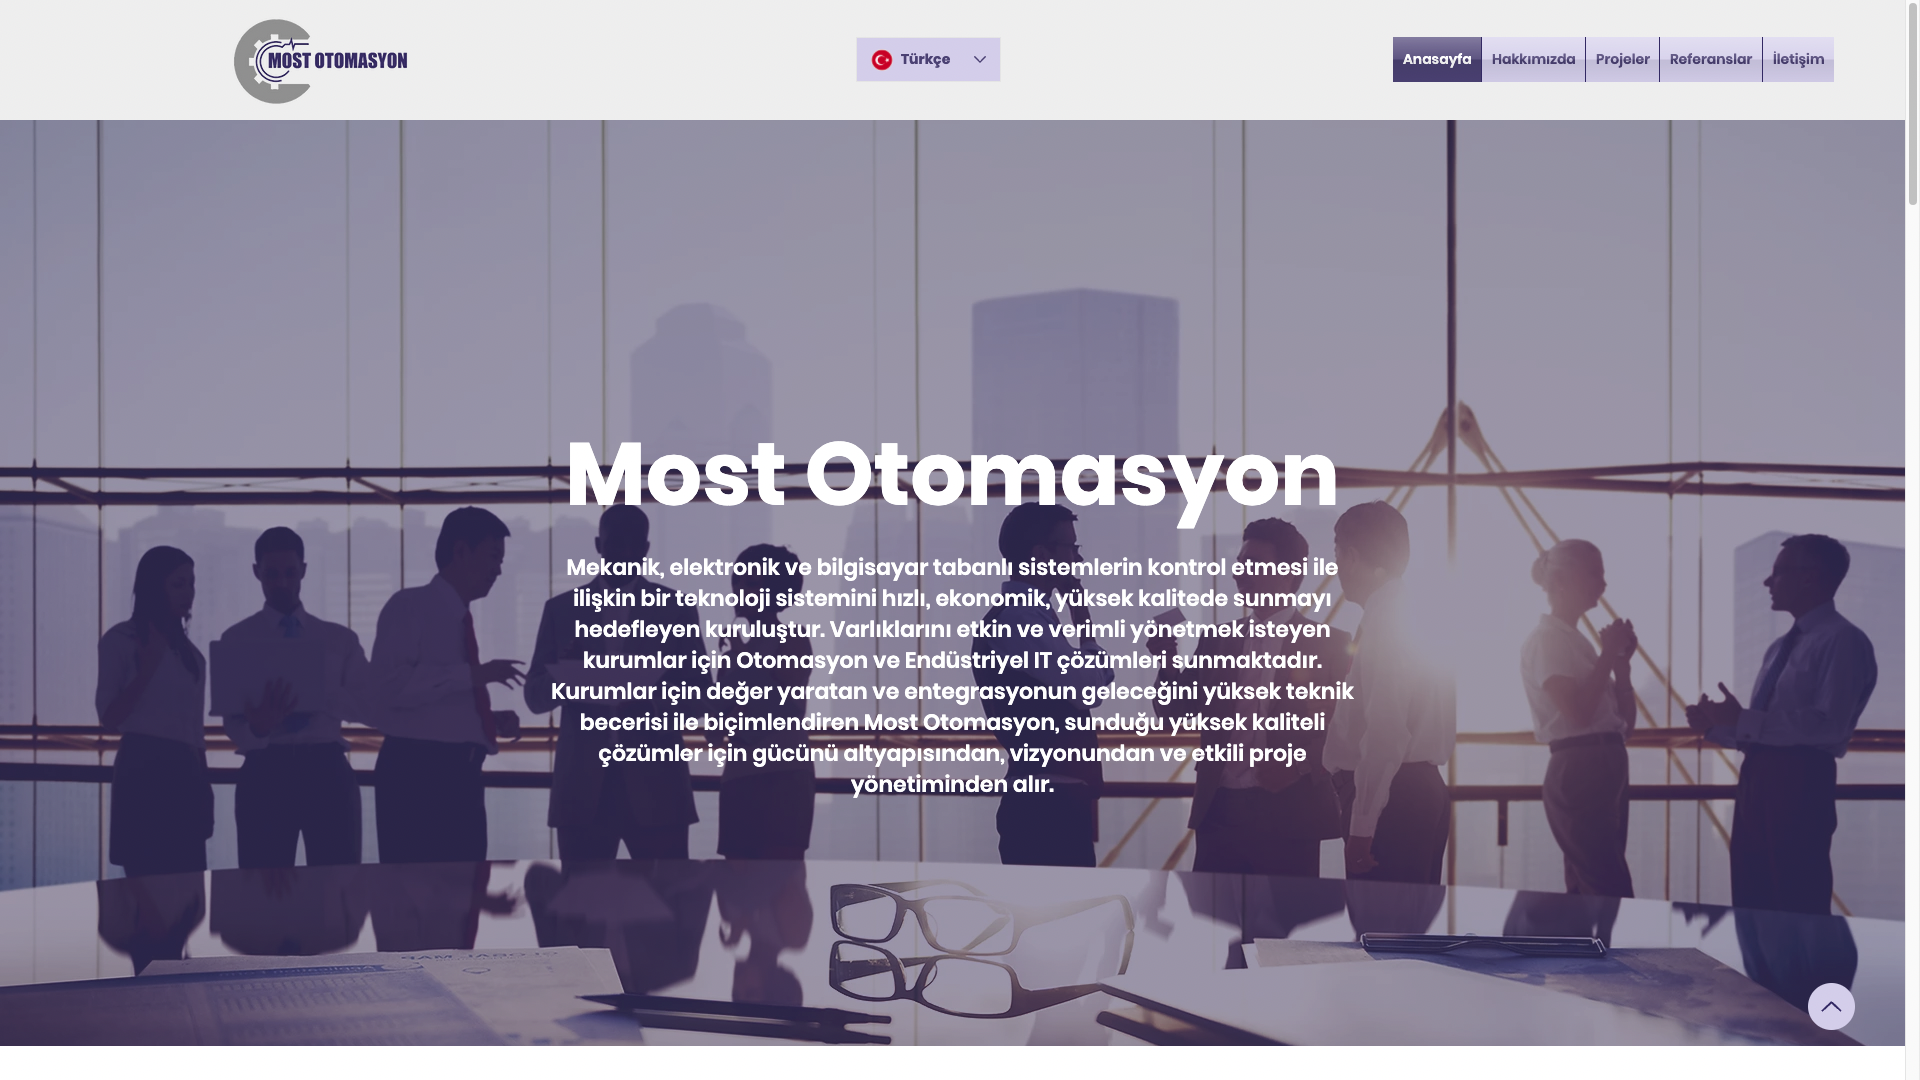 MOST OTOMASYON
Türkçe
Anasayfa
Hakkımızda
Projeler
Referanslar
İletişim
Most Otomasyon
Mekanik, elektronik ve bilgisayar tabanlı sistemlerin kontrol etmesi ile
ilişkin bir teknoloji sistemini hızlı, ekonomik, yüksek kalitede sunmayı
hedefleyen kuruluştur. Varlıklarını etkin ve verimli yönetmek isteyen
kurumlar için Otomasyon ve Endüstriyel IT çözümleri sunmaktadır.
Kurumlar için değer yaratan ve entegrasyonun geleceğini yüksek teknik
becerisi ile biçimlendiren Most Otomasyon, sunduğu yüksek kaliteli
çözümler için gücünü altyapısından, vizyonundan ve etkili proje
yönetiminden alır.